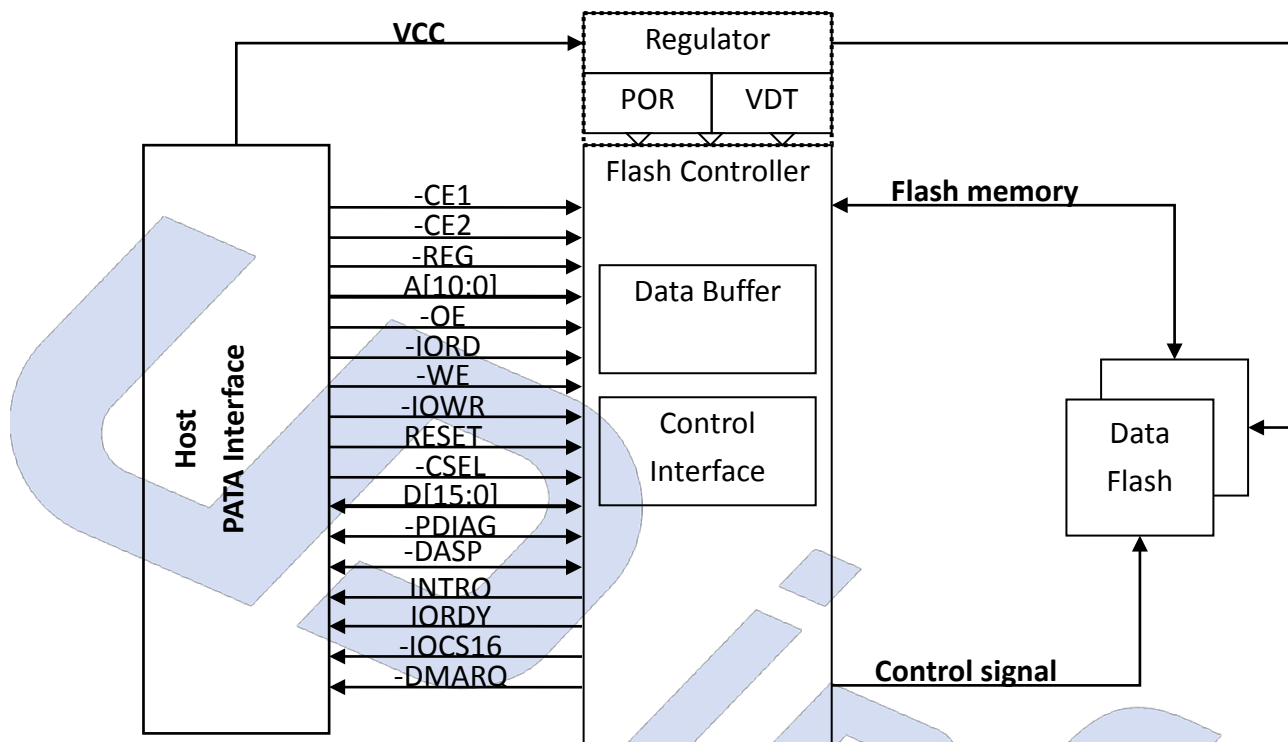 VCC
Regulator
POR
VDT
Flash Controller
-CE1
-CE2
-REG
A[10:0]
-OE
-IORD
-WE
-IOWR
RESET
-CSEL
D[15:0]
-PDIAG
-DASP
INTRQ
IORDY
-IOCS16
-DMARQ
Host
PATA Interface
Data Buffer
Control
Interface
Flash memory
Data
Flash
Control signal